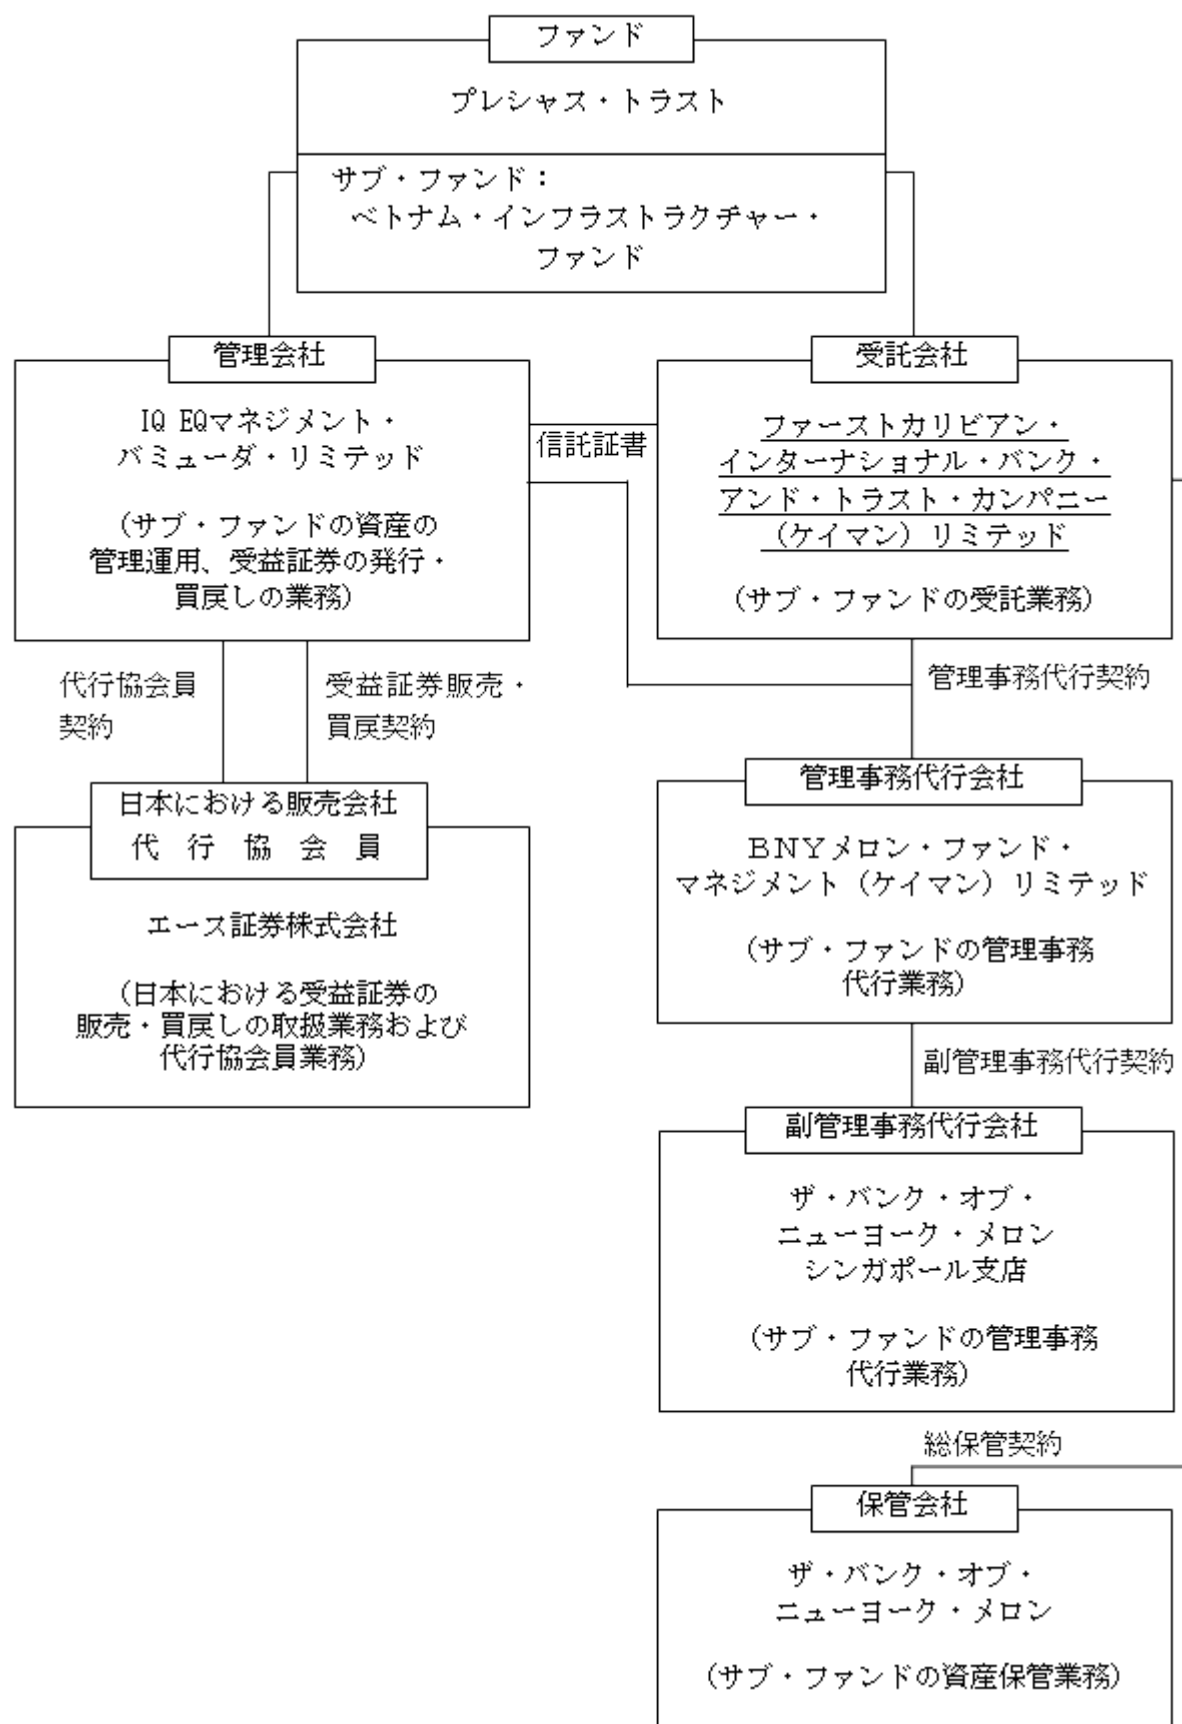 ファンド
プレシャス・トラスト
サブ・ファンド：
ベトナム・インフラストラクチャー・
ファンド
管理会社
IQ EQマネジメント・
バミューダ・リミテッド
（サブ・ファンドの資産の
管理運用、受益証券の発行・
買戻しの業務）
信託証書
受託会社
ファーストカリビアン・
インターナショナル・バンク・
アンド・トラスト・カンパニー
（ケイマン）リミテッド
（サブ・ファンドの受託業務）
代行協会員
契約
受益証券販売・
買戻契約
管理事務代行契約
日本における販売会社
代行協会員
エース証券株式会社
（日本における受益証券の
販売・買戻しの取扱業務および
代行協会員業務）
管理事務代行会社
ＢＮＹメロン・ファンド・
マネジメント（ケイマン）リミテッド
（サブ・ファンドの管理事務
代行業務）
副管理事務代行契約
副管理事務代行会社
ザ・バンク・オブ・
ニューヨーク・メロン
シンガポール支店
（サブ・ファンドの管理事務
代行業務）
総保管契約
保管会社
ザ・バンク・オブ・
ニューヨーク・メロン
（サブ・ファンドの資産保管業務）